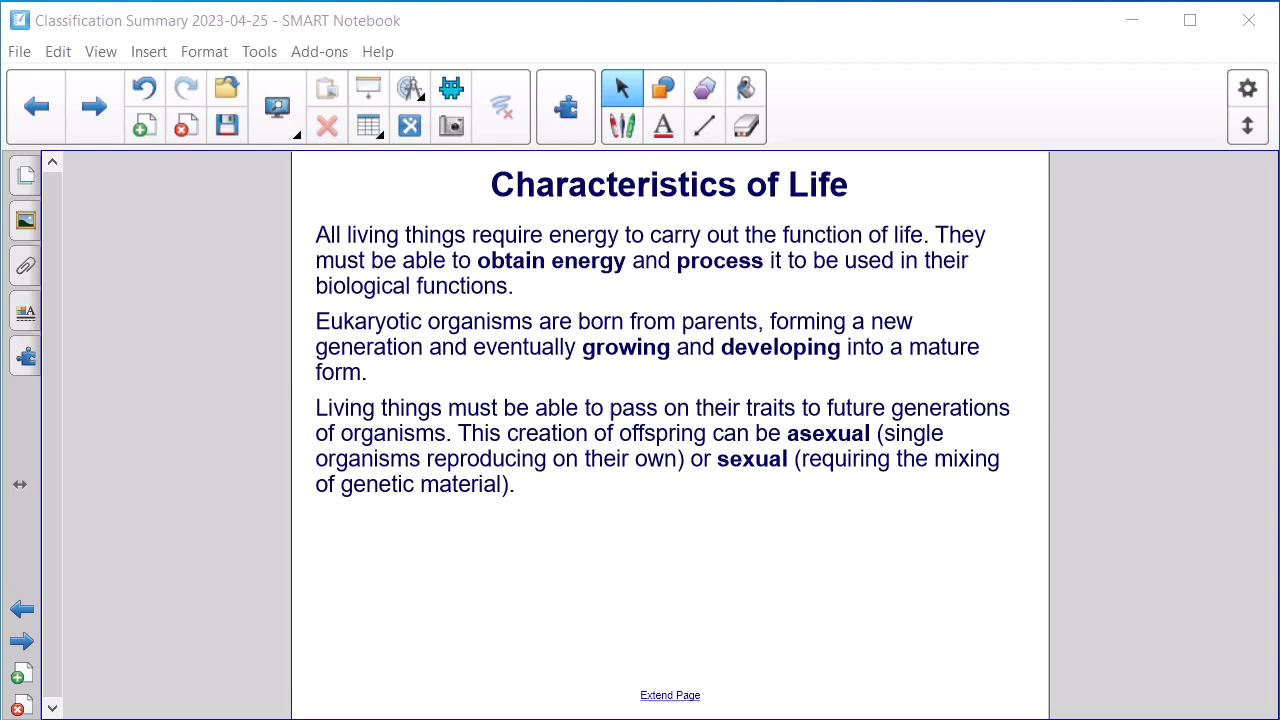 Classification Summary 2023-04-25 - SMART Notebook
File Edit View Insert Format Tools Add-ons Help
Characteristics of Life
All living things require energy to carry out the function of life. They
must be able to obtain energy and process it to be used in their
biological functions.
Eukaryotic organisms are born from parents, forming a new
generation and eventually growing and developing into a mature
form.
Living things must be able to pass on their traits to future generations
of organisms. This creation of offspring can be asexual (single
organisms reproducing on their own) or sexual (requiring the mixing
of genetic material).
Extend Page